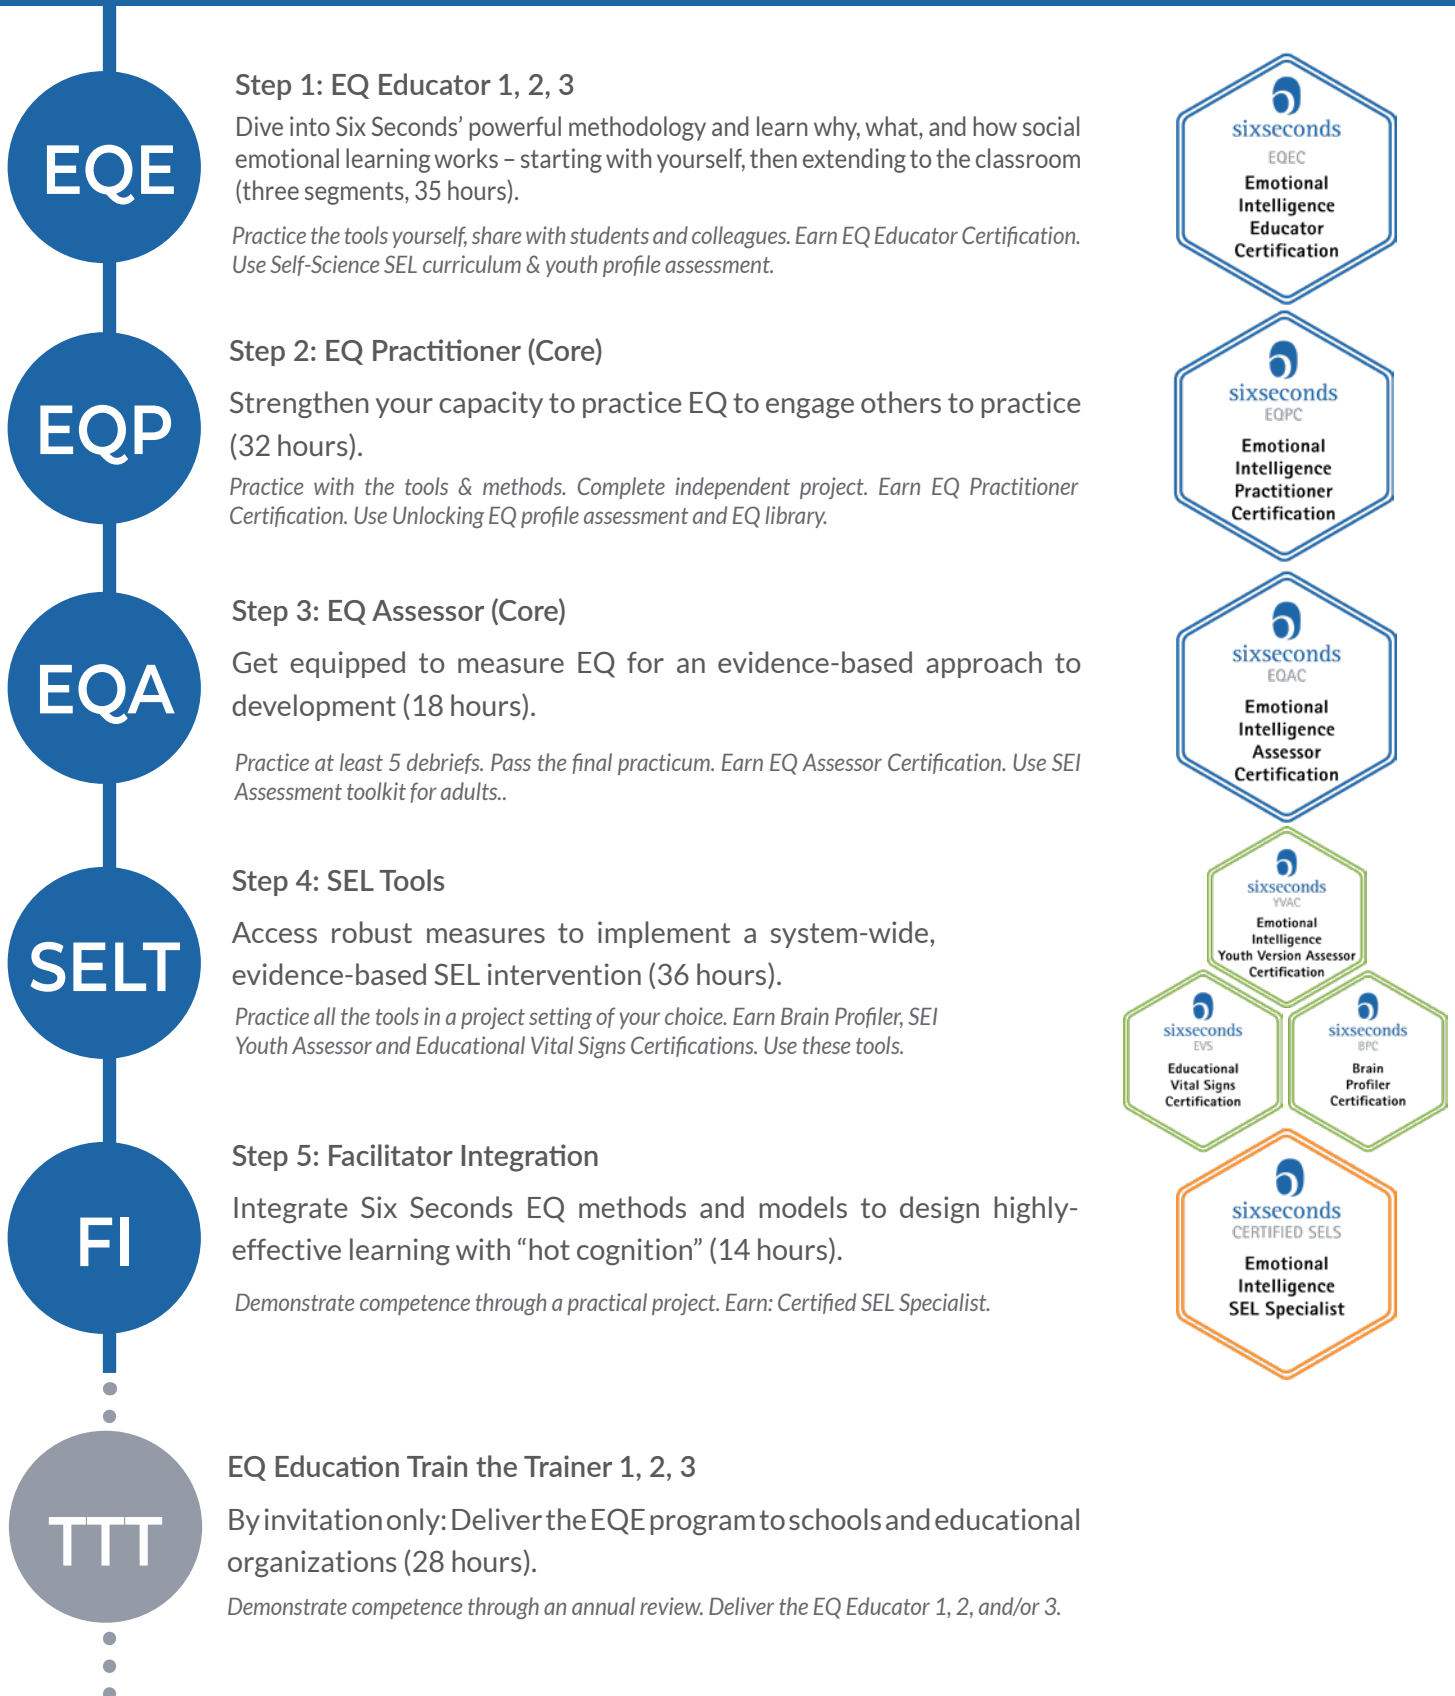 EQE
Step 1: EQ Educator 1, 2, 3
Dive into Six Seconds’ powerful methodology and learn why, what, and how social
emotional learning works – starting with yourself, then extending to the classroom
(three segments, 35 hours).
Practice the tools yourself, share with students and colleagues. Earn EQ Educator Certification.
Use Self-Science SEL curriculum & youth profile assessment.
sixseconds
EQEC
Emotional
Intelligence
Educator
Certification
EQP
Step 2: EQ Practitioner (Core)
Strengthen your capacity to practice EQ to engage others to practice
(32 hours).
Practice with the tools & methods. Complete independent project. Earn EQ Practitioner
Certification. Use Unlocking EQ profile assessment and EQ library.
sixseconds
EQPC
Emotional
Intelligence
Practitioner
Certification
EQA
Step 3: EQ Assessor (Core)
Get equipped to measure EQ for an evidence-based approach to
development (18 hours).
Practice at least 5 debriefs. Pass the final practicum. Earn EQ Assessor Certification. Use SEI
Assessment toolkit for adults..
sixseconds
EQAC
Emotional
Intelligence
Assessor
Certification
SELT
Step 4: SEL Tools
Access robust measures to implement a system-wide,
evidence-based SEL intervention (36 hours).
Practice all the tools in a project setting of your choice. Earn Brain Profiler, SEI
Youth Assessor and Educational Vital Signs Certifications. Use these tools.
sixseconds
YVAC
Emotional
Intelligence
Youth Version Assessor
Certification
sixseconds
EVS
Educational
Vital Signs
Certification
sixseconds
BPC
Brain
Profiler
Certification
FI
Step 5: Facilitator Integration
Integrate Six Seconds EQ methods and models to design highly-
effective learning with “hot cognition” (14 hours).
Demonstrate competence through a practical project. Earn: Certified SEL Specialist.
sixseconds
CERTIFIED SELS
Emotional
Intelligence
SEL Specialist
TTT
EQ Education Train the Trainer 1, 2, 3
By invitation only: Deliver the EQE program to schools and educational
organizations (28 hours).
Demonstrate competence through an annual review. Deliver the EQ Educator 1, 2, and/or 3.